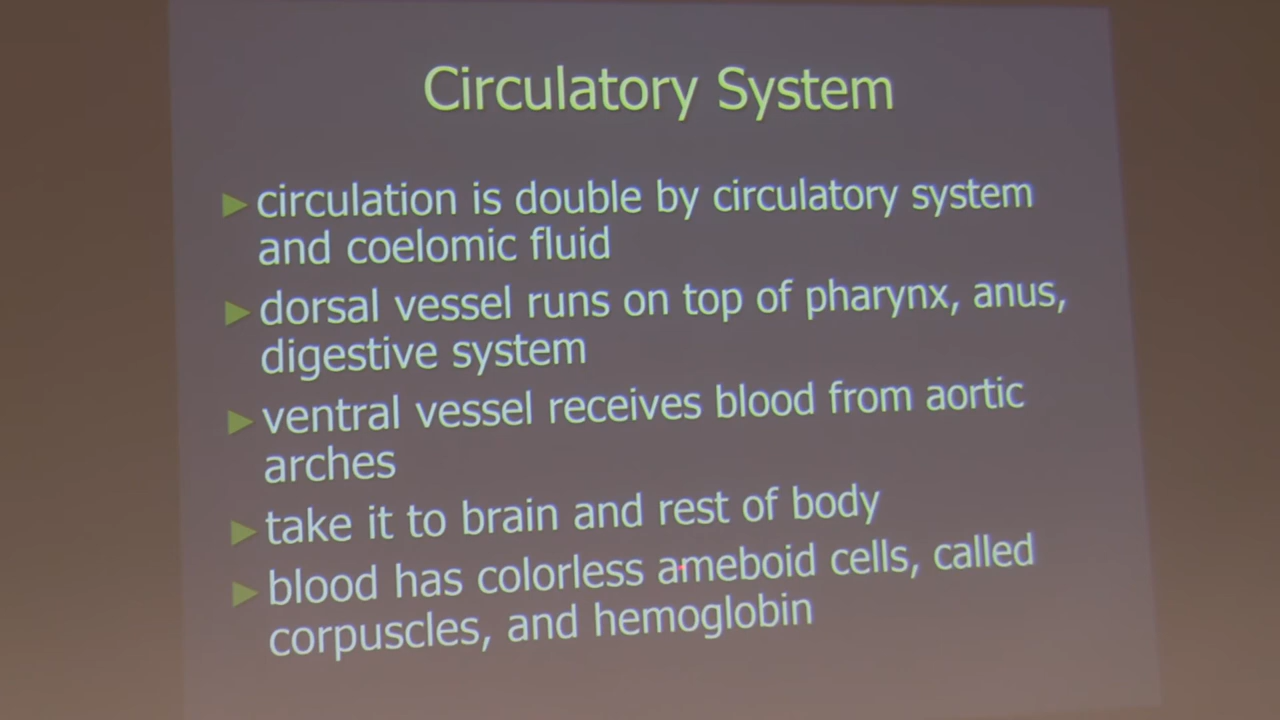 Circulatory System
► circulation is double by circulatory system
and coelomic fluid
► dorsal vessel runs on top of pharynx, anus,
digestive system
► ventral vessel receives blood from aortic
arches
► take it to brain and rest of body
► blood has colorless ameboid cells, called
corpuscles, and hemoglobin